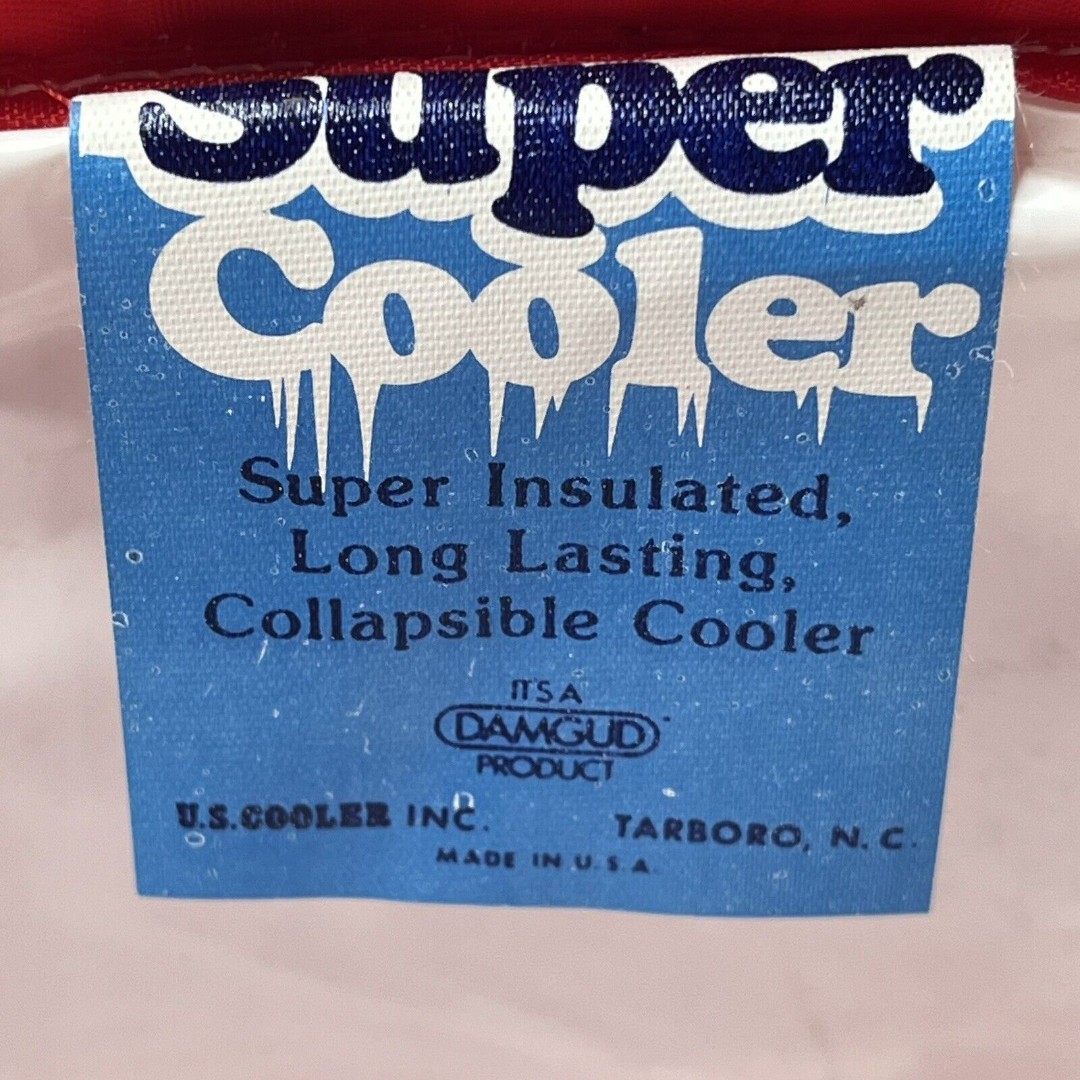 Super
Cooler
Super Insulated,
Long Lasting,
Collapsible Cooler
IT'S A
DAMGUD
PRODUCT
U.S. COOLER INC. TARBORO, N. C.
MADE IN U.S.A.